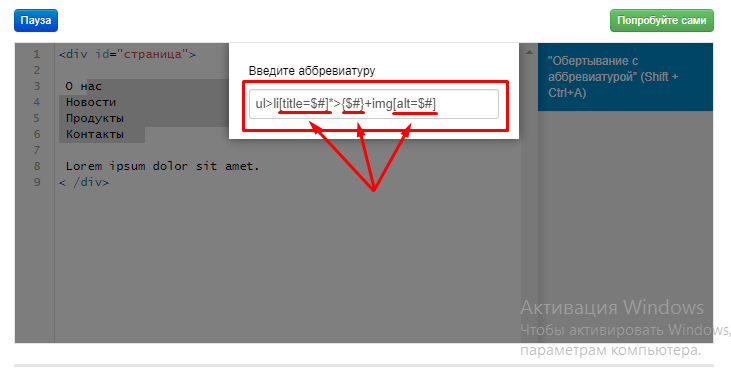 Пауза
Попробуйте сами
1 <div id="страница">
2
3 О нас
4 Новости
5 Продукты
6 Контакты
7
8 Lorem ipsum dolor sit amet.
9 < /div>
Введите аббревиатуру
ul>li[title=$#]*>{$#}+img[alt=$#]
"Обертывание с
аббревиатурой" (Shift +
Ctrl+A)
Активация Windows
Чтобы активировать Windows,
параметрам компьютера.